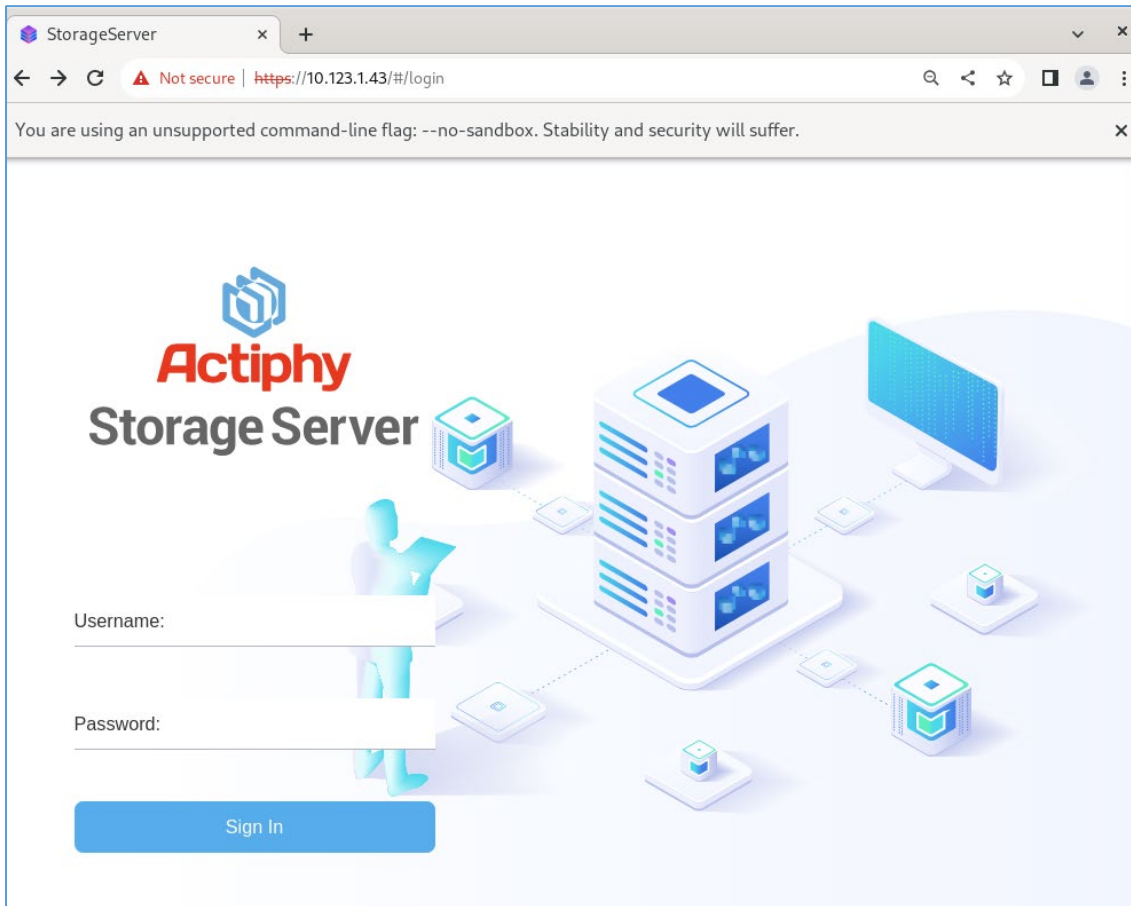 StorageServer
Not secure | https://10.123.1.43/#/login
You are using an unsupported command-line flag: --no-sandbox. Stability and security will suffer.
Actiphy
Storage Server
Username:
Password:
Sign In